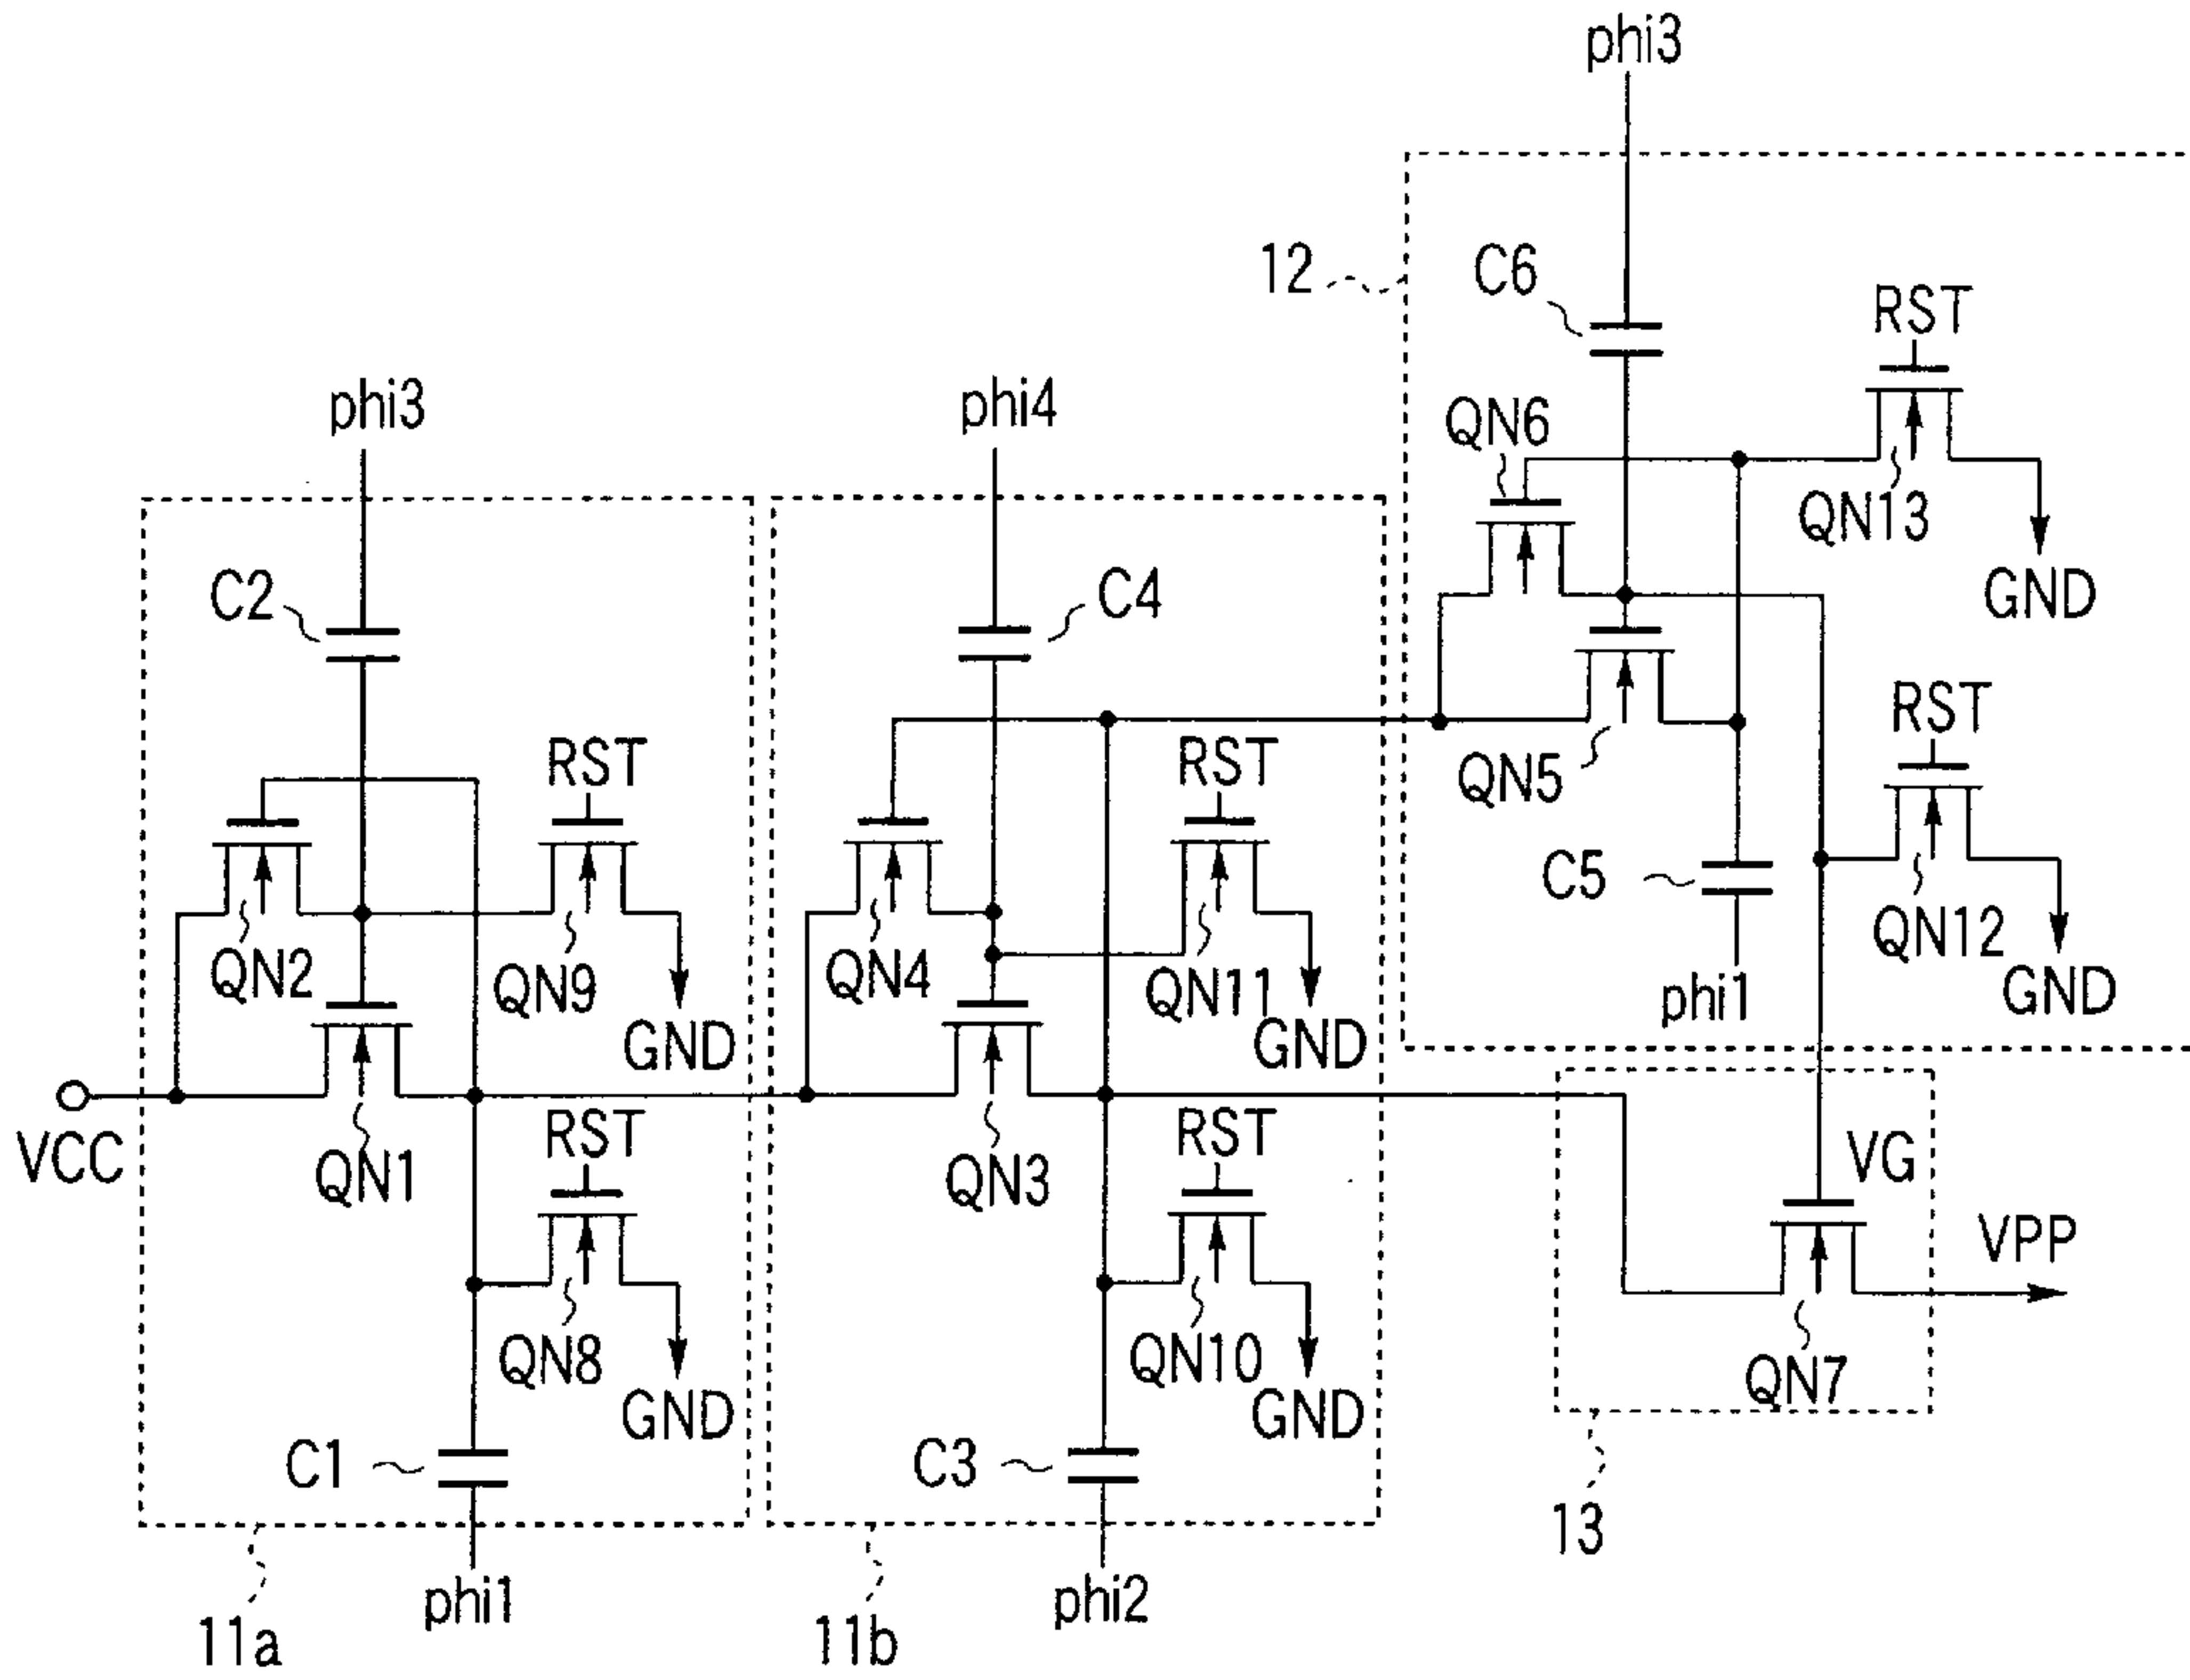 phi3
12
C6
RST
phi3
phi4
QN6
QN13
GND
C2
C4
RST
RST
RST
QN5
C5
QN12
QN2
QN9
QN4
QN11
phi1
GND
GND
GND
VCC
RST
RST
VG
QN1
QN3
VPP
QN8
QN10
QN7
GND
GND
C1
C3
13
phi1
phi2
11a
11b